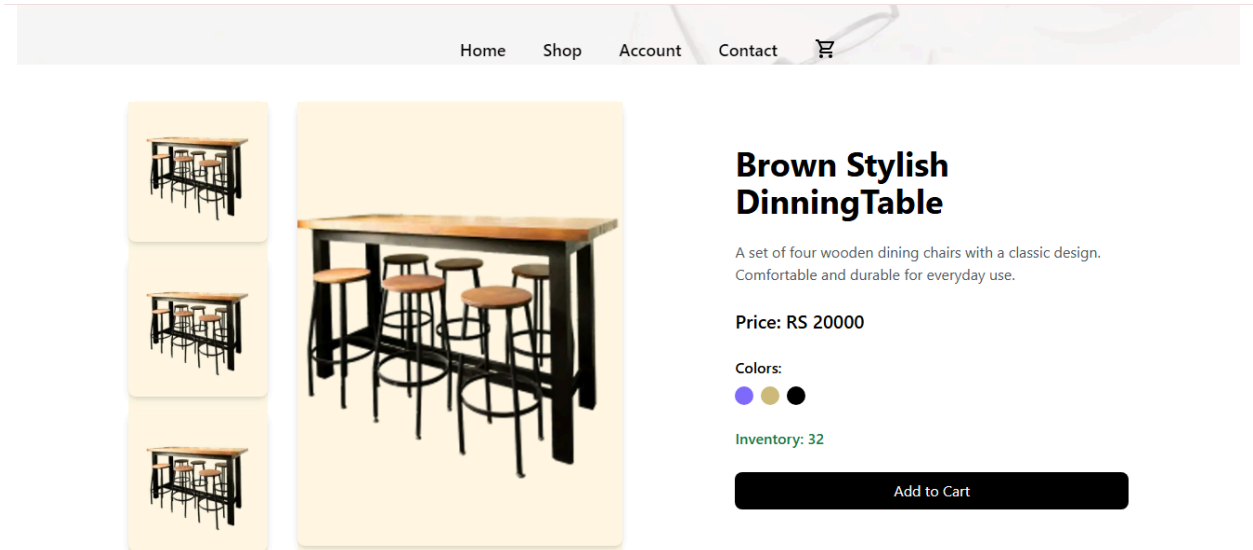 Home Shop Account Contact
Brown Stylish
DinningTable
A set of four wooden dining chairs with a classic design.
Comfortable and durable for everyday use.
Price: RS 20000
Colors:
Inventory: 32
Add to Cart